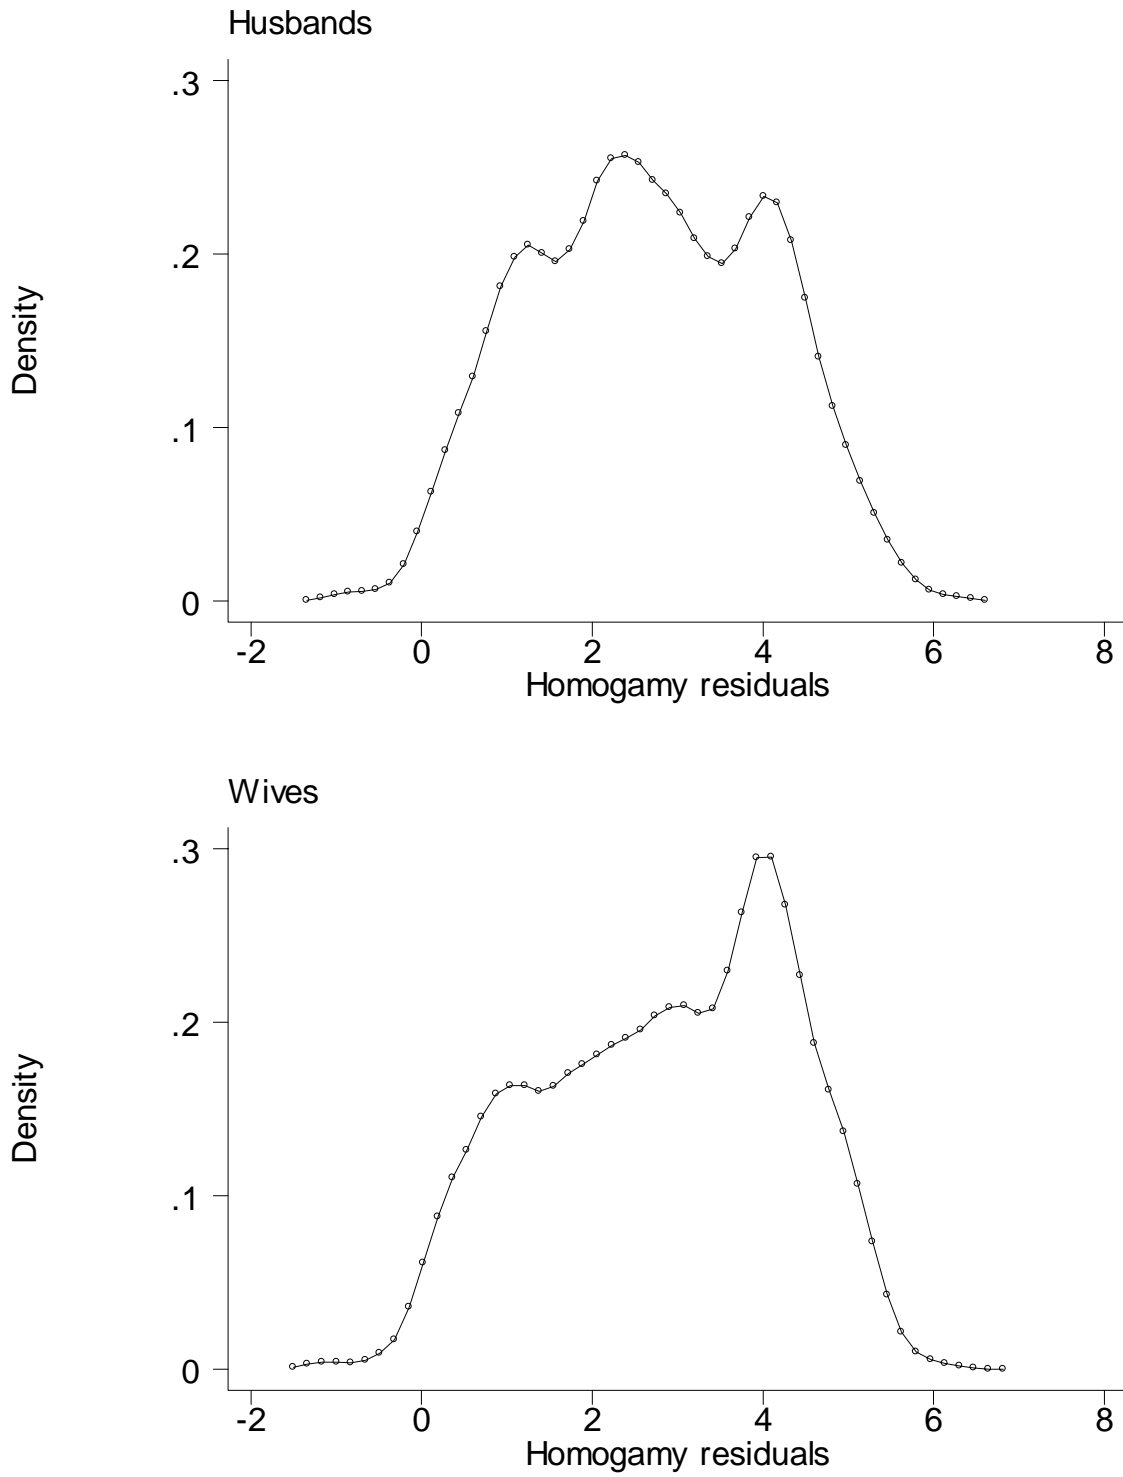 Husbands
.3
.2
.1
0
Density
-2 0 2 4 6 8
Homogamy residuals
Wives
.3
.2
.1
0
Density
-2 0 2 4 6 8
Homogamy residuals